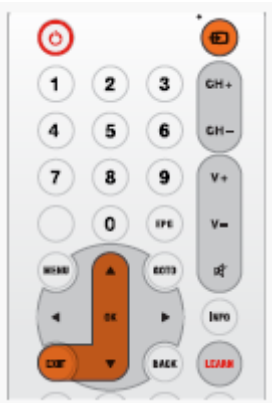 1 2 3 CH+
4 5 6 CH-
7 8 9 V+
0 EPG V-
MENU GOTO
OK INFO
EXIT BACK LEARN